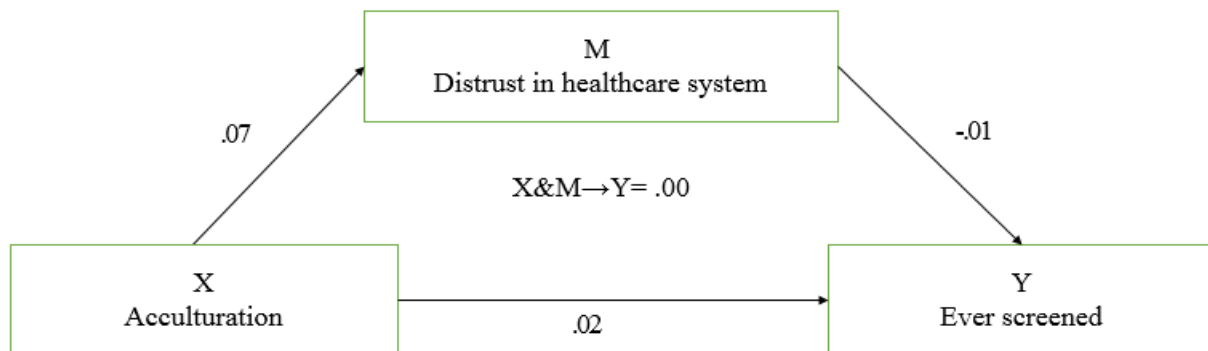 M
Distrust in healthcare system
.07
-.01
X&M→Y= .00
X
Acculturation
.02
Y
Ever screened